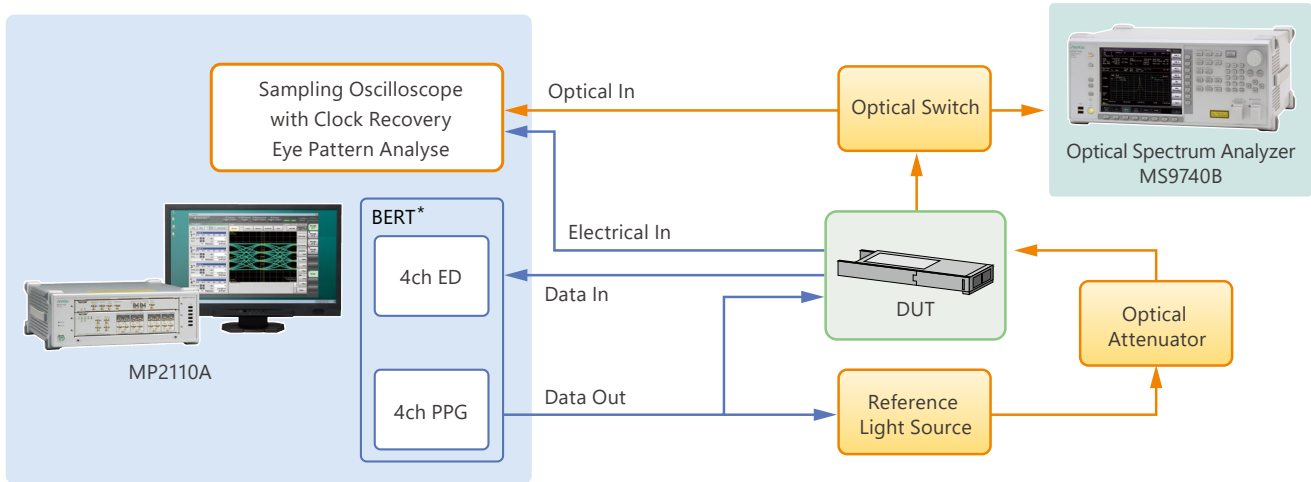 Sampling Oscilloscope
with Clock Recovery
Eye Pattern Analyse
Optical In
Optical Switch
Optical Spectrum Analyzer
MS9740B
BERT*
4ch ED
Electrical In
Data In
DUT
Optical
Attenuator
MP2110A
4ch PPG
Data Out
Reference
Light Source